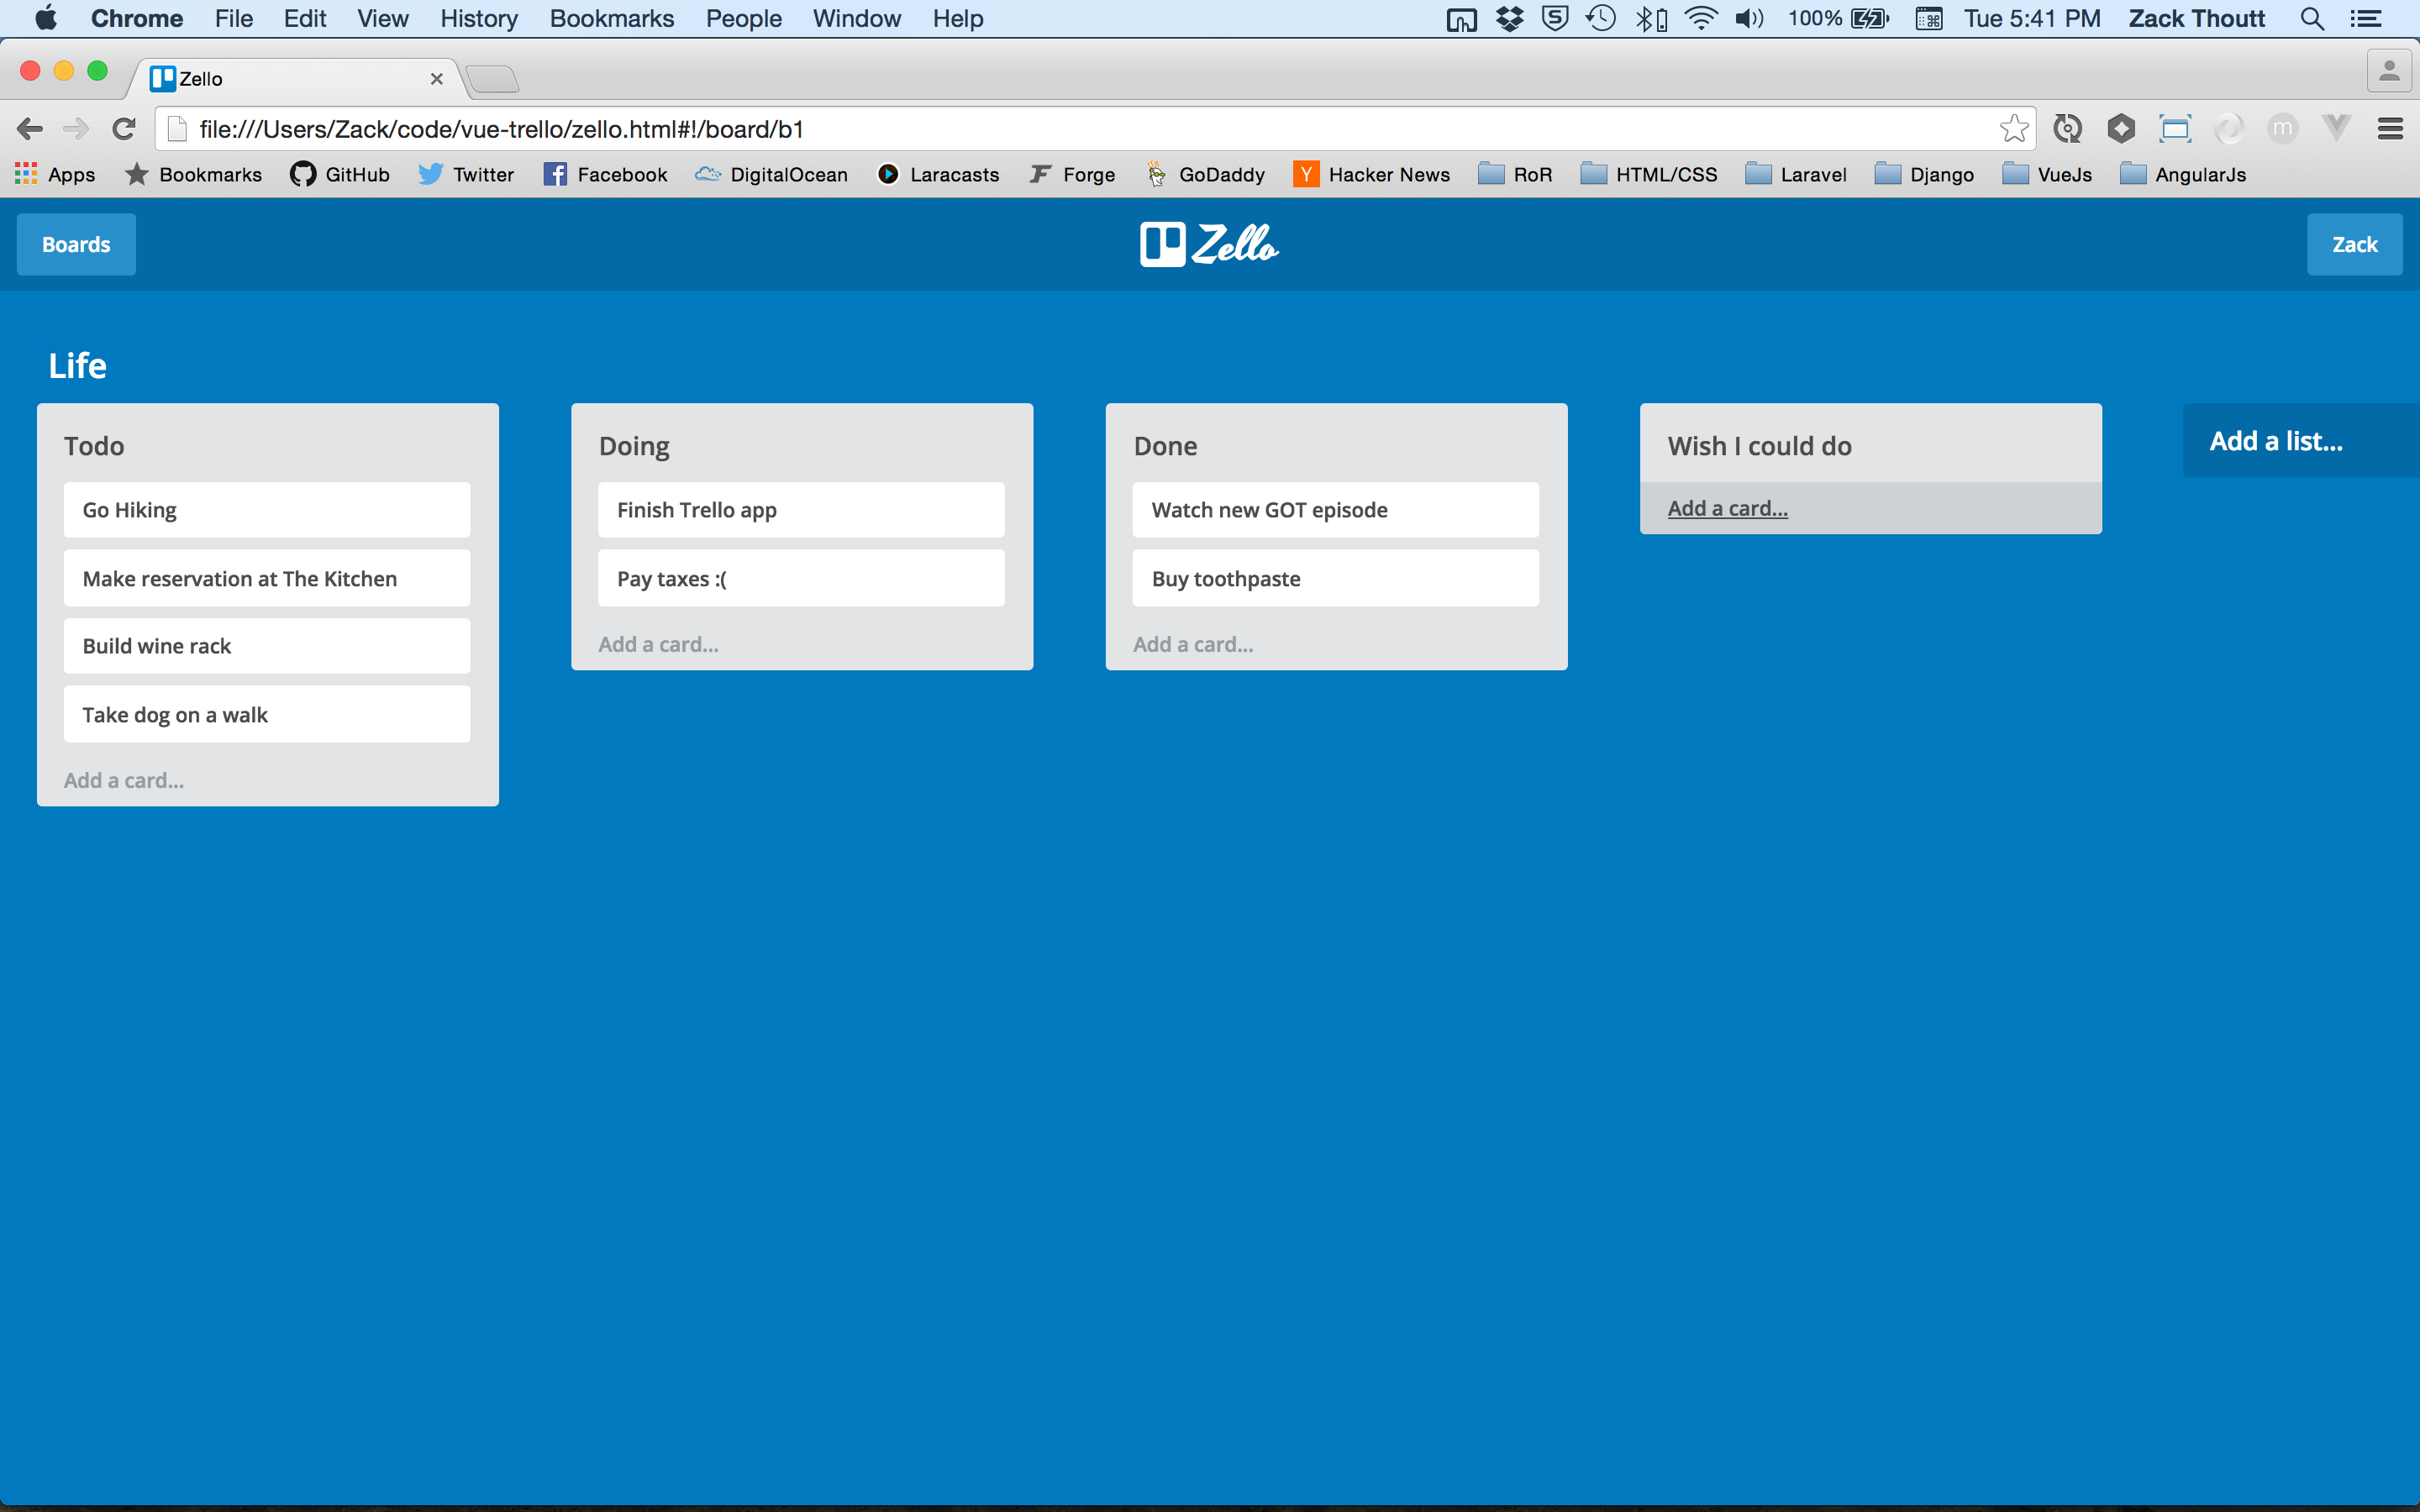 Chrome File Edit View History Bookmarks People Window Help 100% Tue 5:41 PM Zack Thoutt
Zello
file:///Users/Zack/code/vue-trello/zello.html#!/board/b1
m
Apps Bookmarks GitHub Twitter Facebook DigitalOcean Laracasts Forge GoDaddy Hacker News RoR HTML/CSS Laravel Django VueJs AngularJs
Boards
Zello
Zack
Life
Todo
Go Hiking
Make reservation at The Kitchen
Build wine rack
Take dog on a walk
Add a card...
Doing
Finish Trello app
Pay taxes :(
Add a card...
Done
Watch new GOT episode
Buy toothpaste
Add a card...
Wish I could do
Add a card...
Add a list...